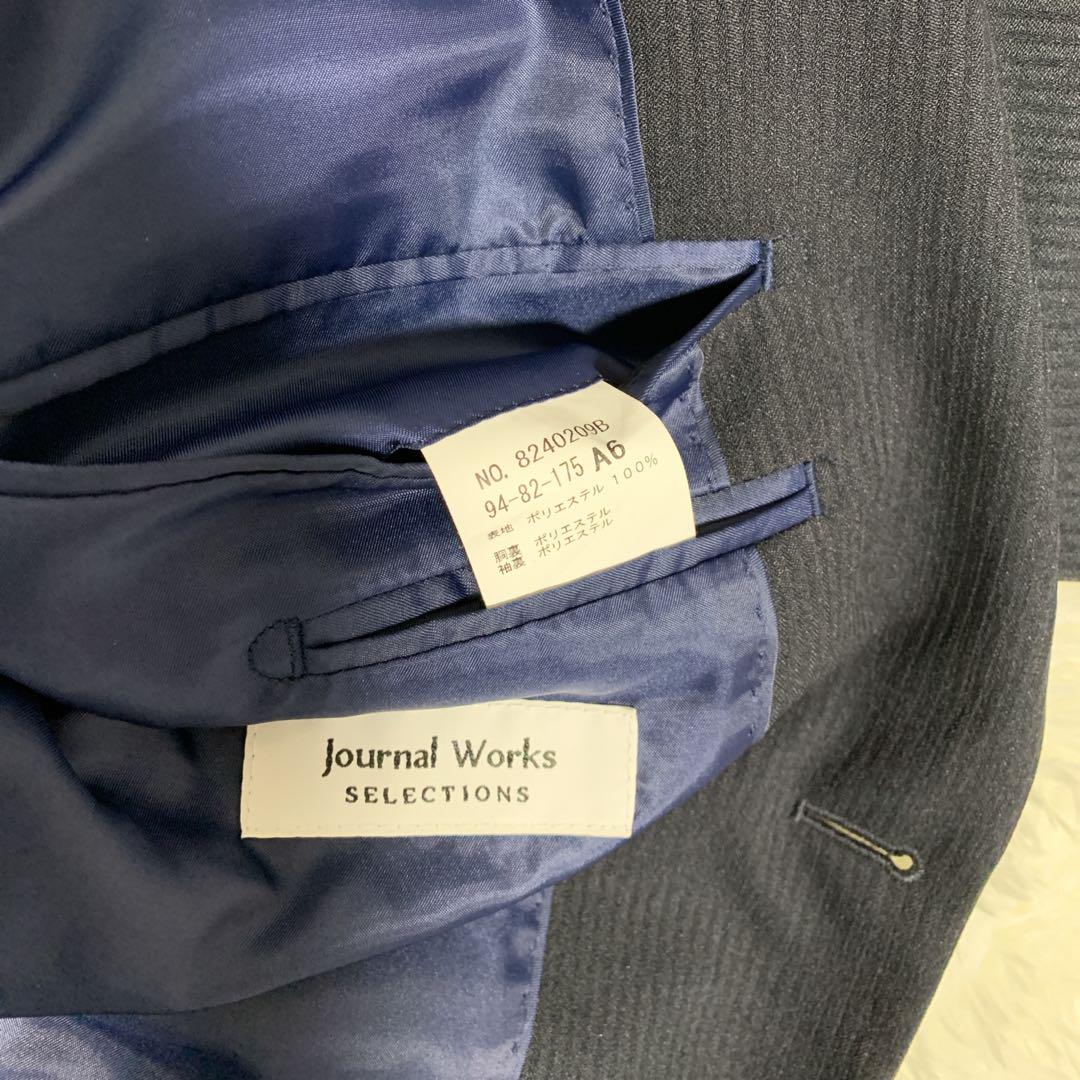 NO. 8240209B
94-82-175 A6
表地 ポリエステル 100%
胸裏 ポリエステル
袖裏 ポリエステル
Journal Works
SELECTIONS